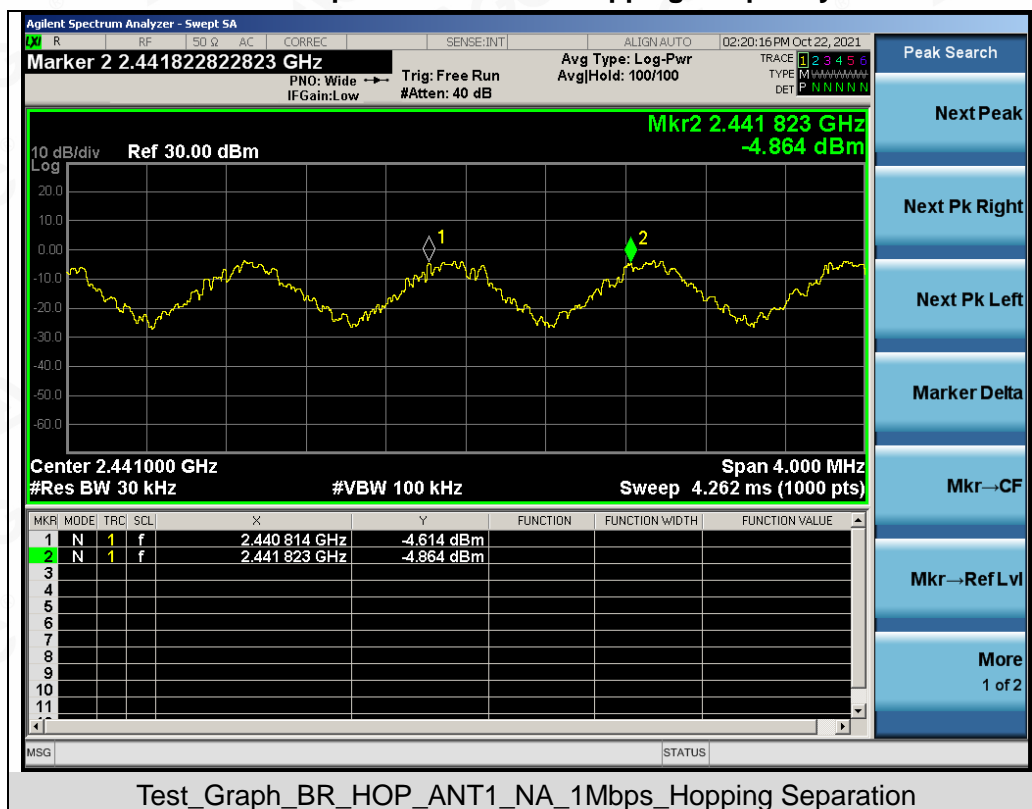 Agilent Spectrum Analyzer - Swept SA
LXI R RF 50 Ω AC CORREC SENSE:INT ALIGN AUTO 02:20:16 PM Oct 22, 2021
Marker 2 2.441822822823 GHz
PNO: Wide
IFGain:Low
Trig: Free Run
#Atten: 40 dB
Avg Type: Log-Pwr
Avg|Hold: 100/100
TRACE 1 2 3 4 5 6
TYPE M
DET P N N N N N
Mkr2 2.441 823 GHz
-4.864 dBm
10 dB/div Ref 30.00 dBm
Log
20.0
10.0
0.00
-10.0
-20.0
-30.0
-40.0
-50.0
-60.0
1
2
Center 2.441000 GHz Span 4.000 MHz
#Res BW 30 kHz #VBW 100 kHz Sweep 4.262 ms (1000 pts)
MKR MODE TRC SCL X Y FUNCTION FUNCTION WIDTH FUNCTION VALUE
1 N 1 f 2.440 814 GHz -4.614 dBm
2 N 1 f 2.441 823 GHz -4.864 dBm
3
4
5
6
7
8
9
10
11
MSG STATUS
Peak Search
Next Peak
Next Pk Right
Next Pk Left
Marker Delta
Mkr→CF
Mkr→Ref Lvl
More
1 of 2
Test_Graph_BR_HOP_ANT1_NA_1Mbps_Hopping Separation